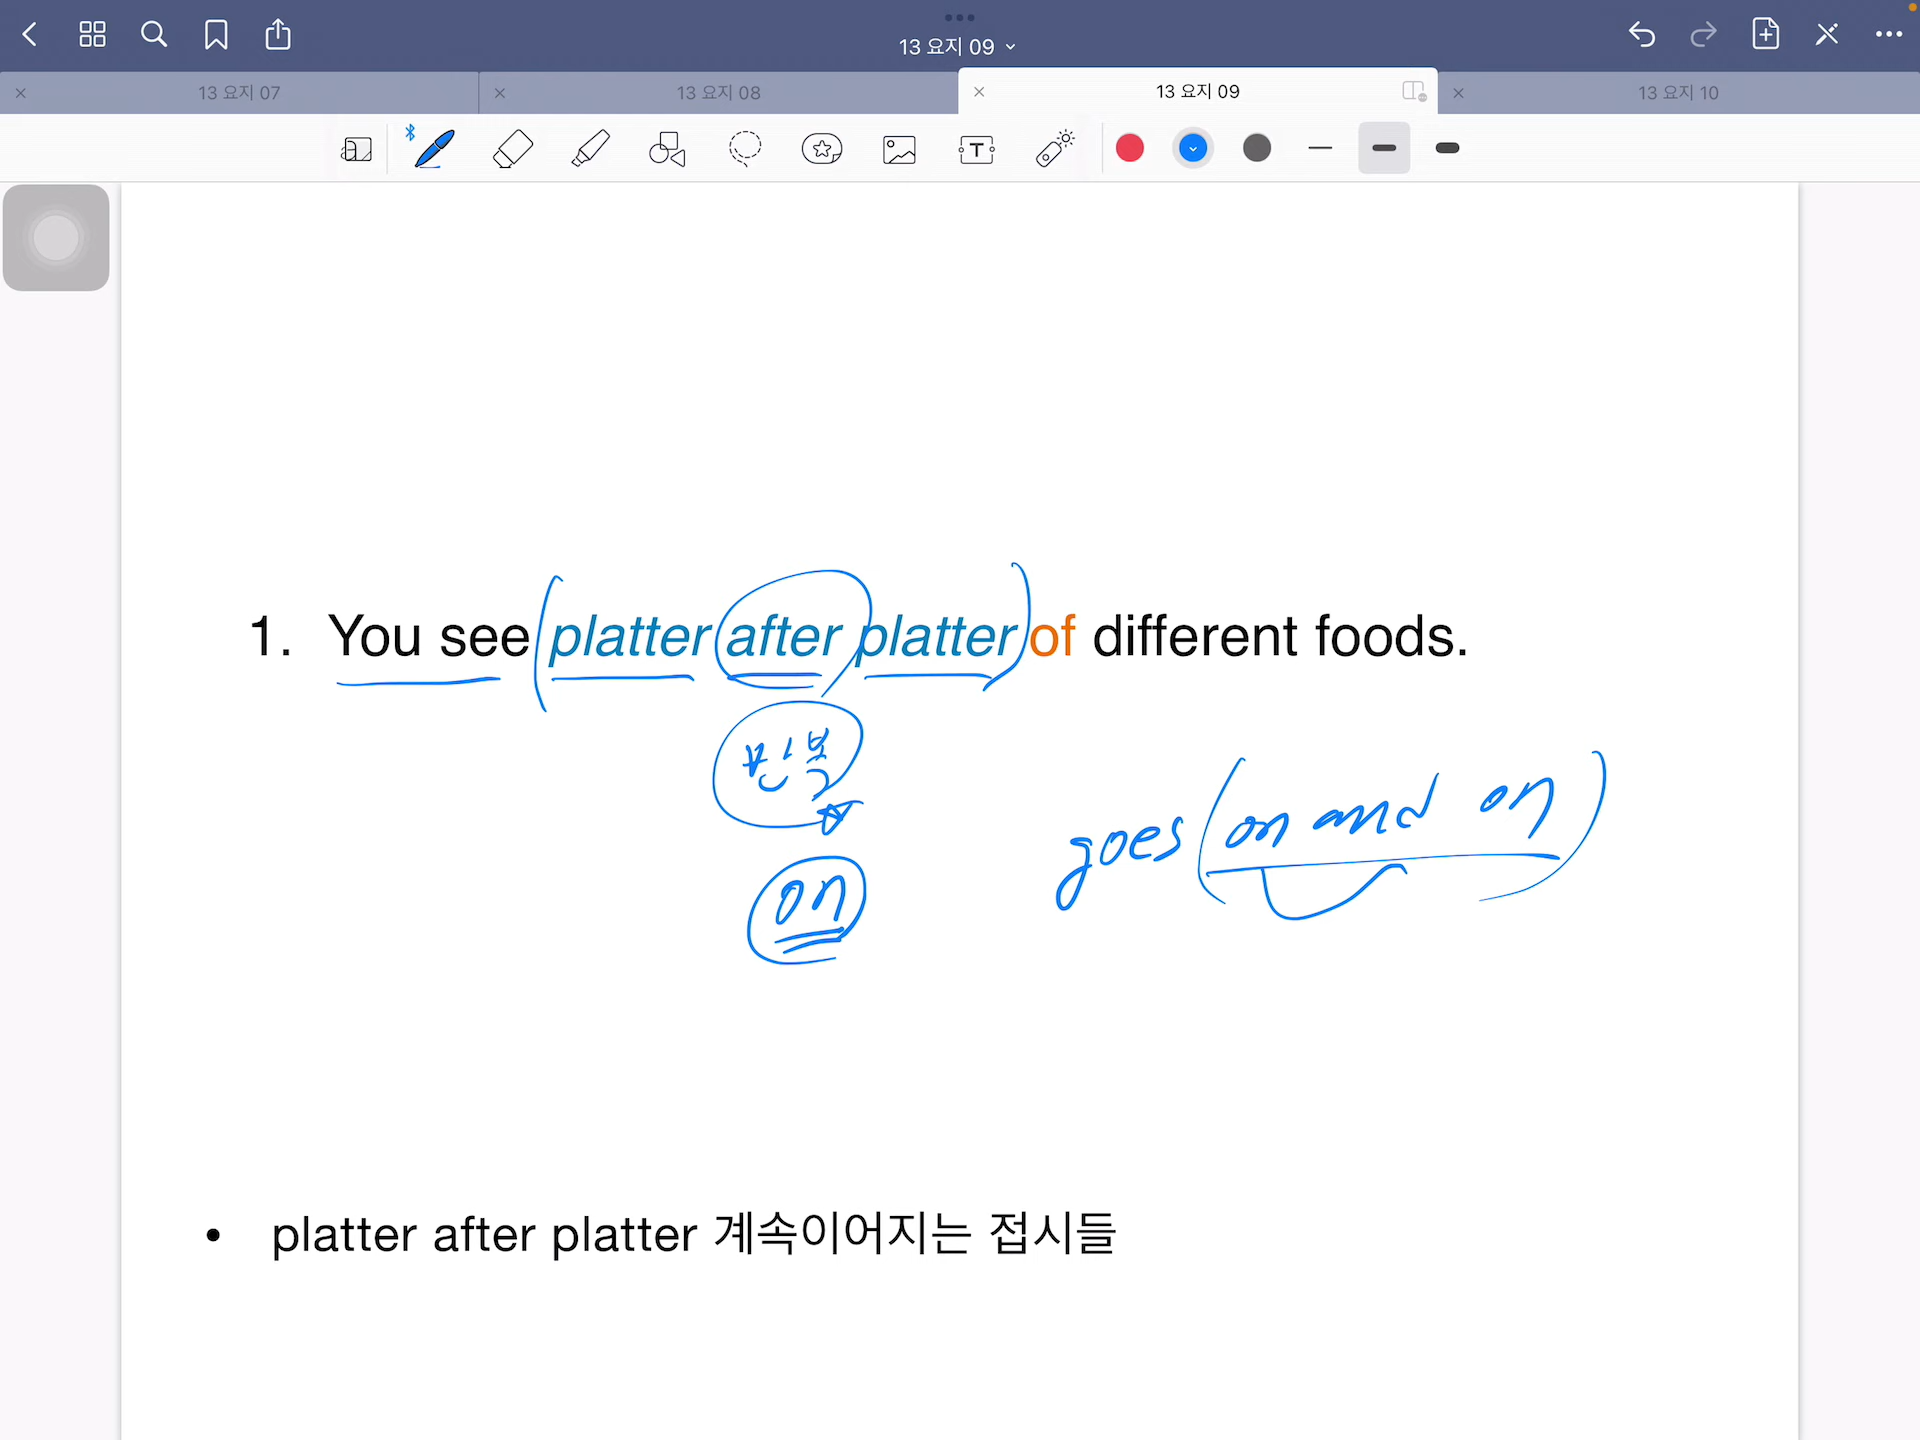 13 요지 09
13 요지 07
13 요지 08
13 요지 09
13 요지 10
1. You see platter after platter of different foods.
반복
on
goes (on and on)
• platter after platter 계속이어지는 접시들